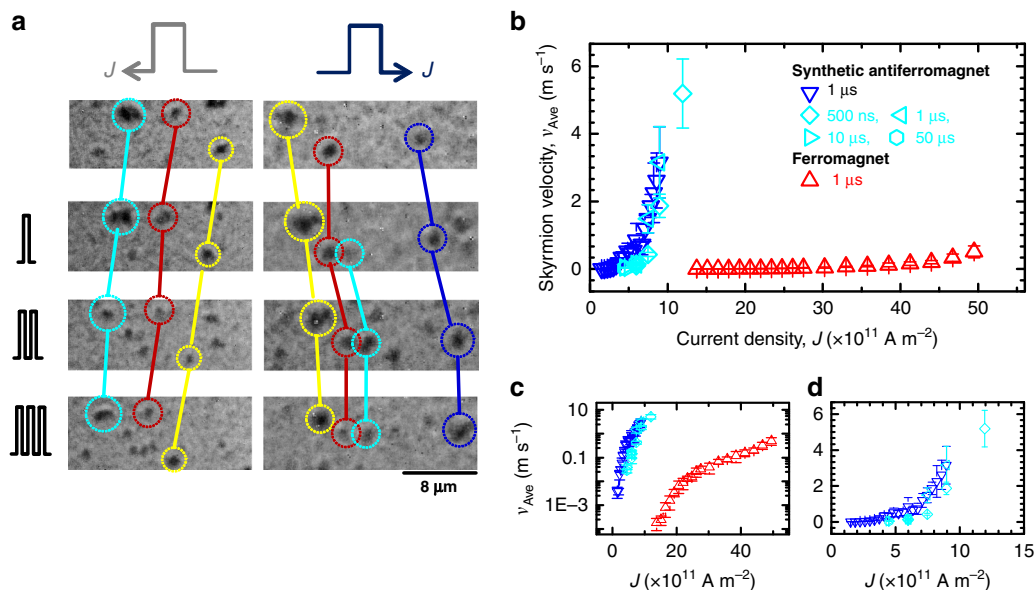 a
J
J
8 µm
b
Skyrmion velocity, vAve (m s−1)
6
4
2
0
Synthetic antiferromagnet
1 µs
500 ns, 1 µs,
10 µs, 50 µs
Ferromagnet
1 µs
0 10 20 30 40 50
Current density, J (×10¹¹ A m−2)
c
vAve (m s−1)
10
0.1
1E−3
0 20 40
J (×10¹¹ A m−2)
d
6
4
2
0
0 5 10 15
J (×10¹¹ A m−2)